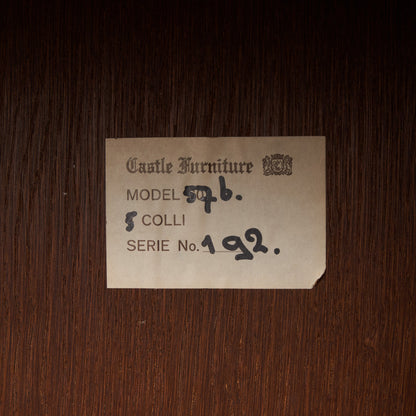 Castle Furniture
MODEL 57b.
5 COLLI
SERIE No. 192.